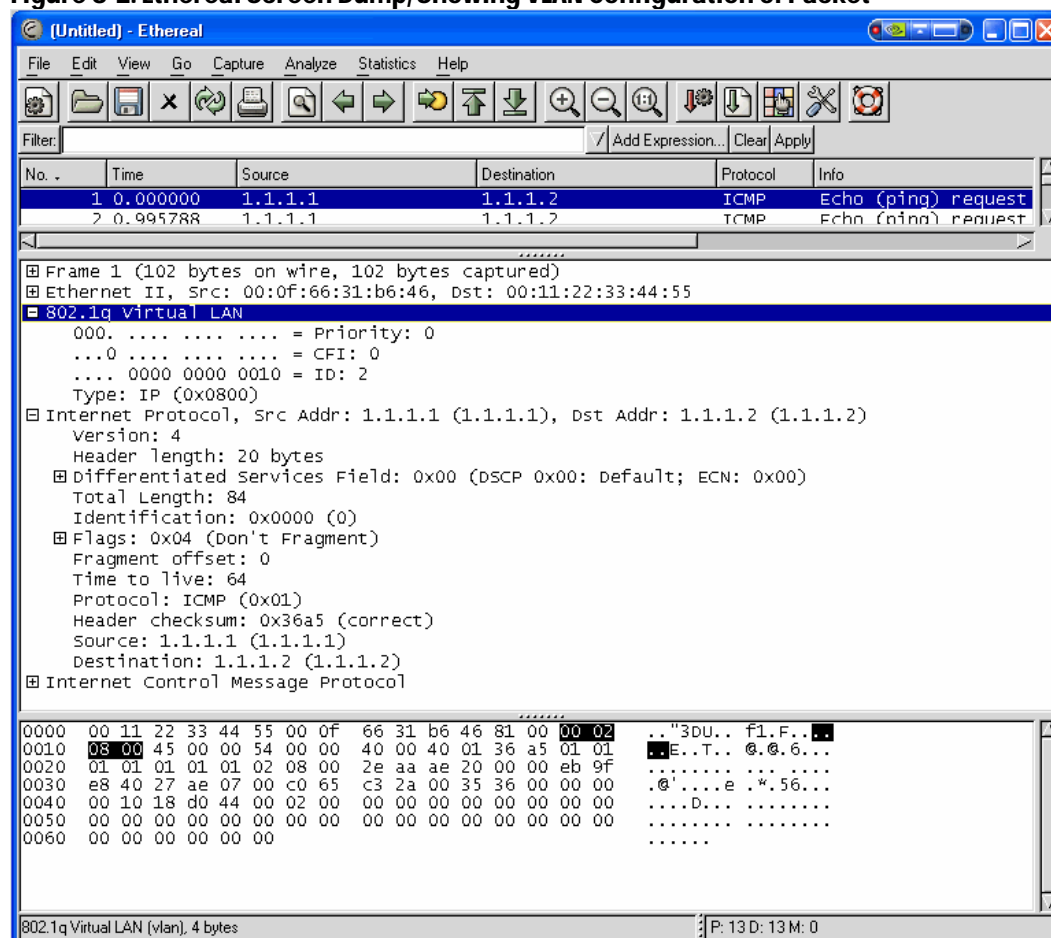 Figure 3-2. Ethereal Screen Dump/Showing VLAN Configuration of Packet
(Untitled) - Ethereal
File Edit View Go Capture Analyze Statistics Help
Filter: Add Expression... Clear Apply
No. . Time Source Destination Protocol Info
1 0.000000 1.1.1.1 1.1.1.2 ICMP Echo (ping) request
2 0.995788 1.1.1.1 1.1.1.2 ICMP Echo (ping) request
Frame 1 (102 bytes on wire, 102 bytes captured)
Ethernet II, Src: 00:0f:66:31:b6:46, Dst: 00:11:22:33:44:55
802.1q Virtual LAN
000. .... .... .... = Priority: 0
...0 .... .... .... = CFI: 0
.... 0000 0000 0010 = ID: 2
Type: IP (0x0800)
Internet Protocol, Src Addr: 1.1.1.1 (1.1.1.1), Dst Addr: 1.1.1.2 (1.1.1.2)
Version: 4
Header length: 20 bytes
Differentiated Services Field: 0x00 (DSCP 0x00: Default; ECN: 0x00)
Total Length: 84
Identification: 0x0000 (0)
Flags: 0x04 (Don't Fragment)
Fragment offset: 0
Time to live: 64
Protocol: ICMP (0x01)
Header checksum: 0x36a5 (correct)
Source: 1.1.1.1 (1.1.1.1)
Destination: 1.1.1.2 (1.1.1.2)
Internet Control Message Protocol
0000 00 11 22 33 44 55 00 0f 66 31 b6 46 81 00 00 02 .."3DU.. f1.F....
0010 08 00 45 00 00 54 00 00 40 00 40 01 36 a5 01 01 ..E..T.. @.@.6...
0020 01 01 01 01 01 02 08 00 2e aa ae 20 00 00 eb 9f ........ ... ....
0030 e8 40 27 ae 07 00 c0 65 c3 2a 00 35 36 00 00 00 .@'....e .*.56...
0040 00 10 18 d0 44 00 02 00 00 00 00 00 00 00 00 00 ....D... ........
0050 00 00 00 00 00 00 00 00 00 00 00 00 00 00 00 00 ........ ........
0060 00 00 00 00 00 00 ......
802.1q Virtual LAN (vlan), 4 bytes P: 13 D: 13 M: 0